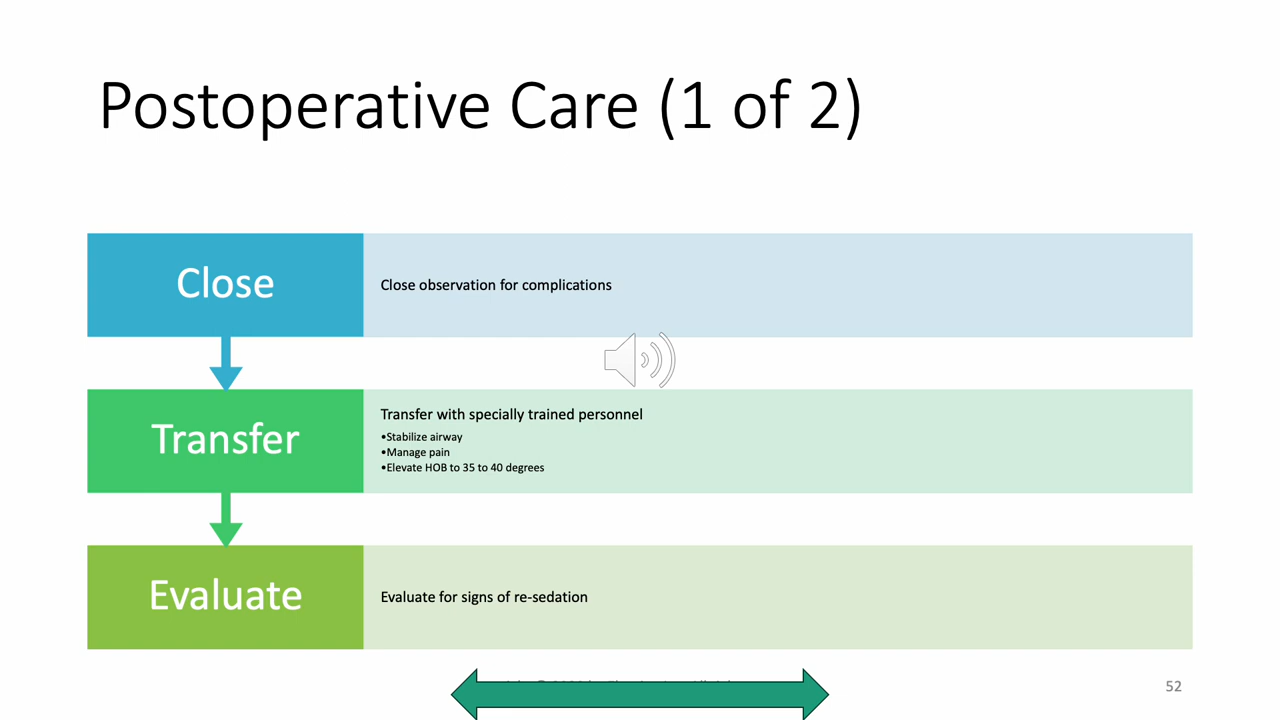 Postoperative Care (1 of 2)
Close
Close observation for complications
Transfer
Transfer with specially trained personnel
•Stabilize airway
•Manage pain
•Elevate HOB to 35 to 40 degrees
Evaluate
Evaluate for signs of re-sedation
52